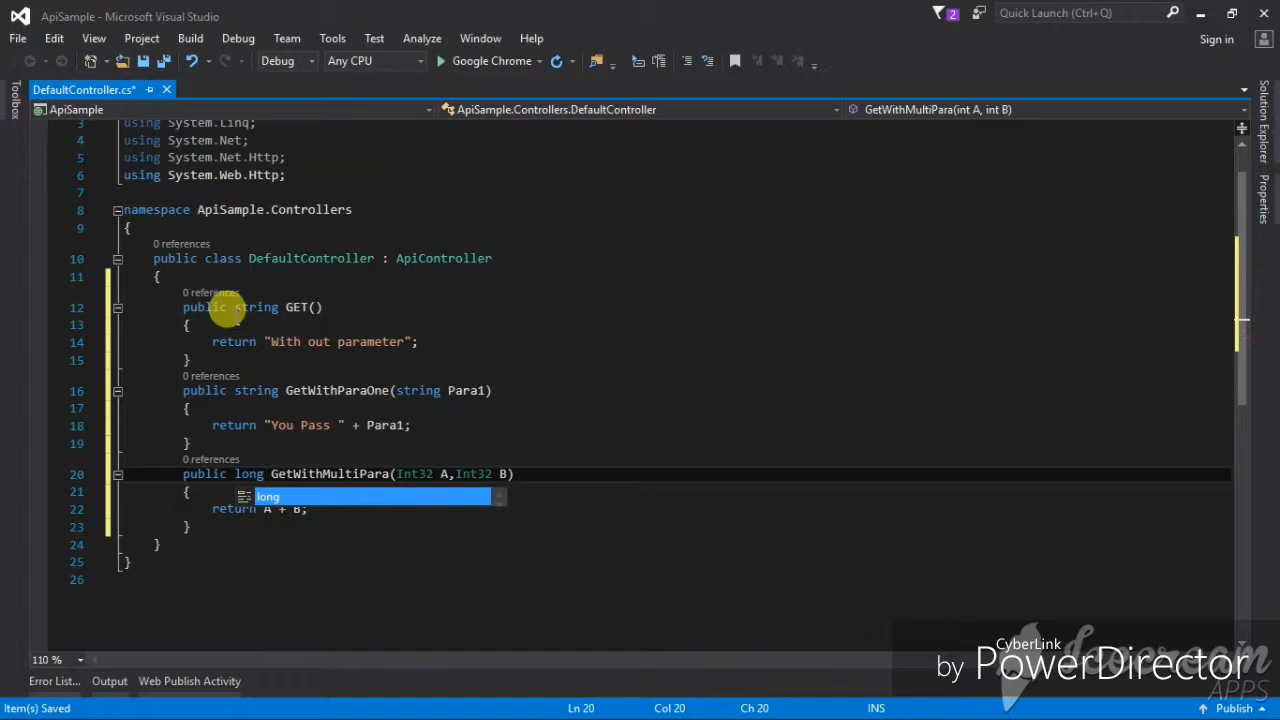 ApiSample - Microsoft Visual Studio
2
Quick Launch (Ctrl+Q)
File Edit View Project Build Debug Team Tools Test Analyze Window Help
Sign in
Debug Any CPU Google Chrome
DefaultController.cs*
ApiSample ApiSample.Controllers.DefaultController GetWithMultiPara(int A, int B)
Toolbox
Solution Explorer
Properties
3 using System.Linq;
4 using System.Net;
5 using System.Net.Http;
6 using System.Web.Http;
7
8 namespace ApiSample.Controllers
9 {
0 references
10 public class DefaultController : ApiController
11 {
0 references
12 public string GET()
13 {
14 return "With out parameter";
15 }
0 references
16 public string GetWithParaOne(string Para1)
17 {
18 return "You Pass " + Para1;
19 }
0 references
20 public long GetWithMultiPara(Int32 A,Int32 B)
21 {
long
22 return A + B;
23 }
24 }
25 }
26
110 %
Error List... Output Web Publish Activity
Item(s) Saved Ln 20 Col 20 Ch 20 INS Publish
CyberLink
by PowerDirector
Icecream
APPS